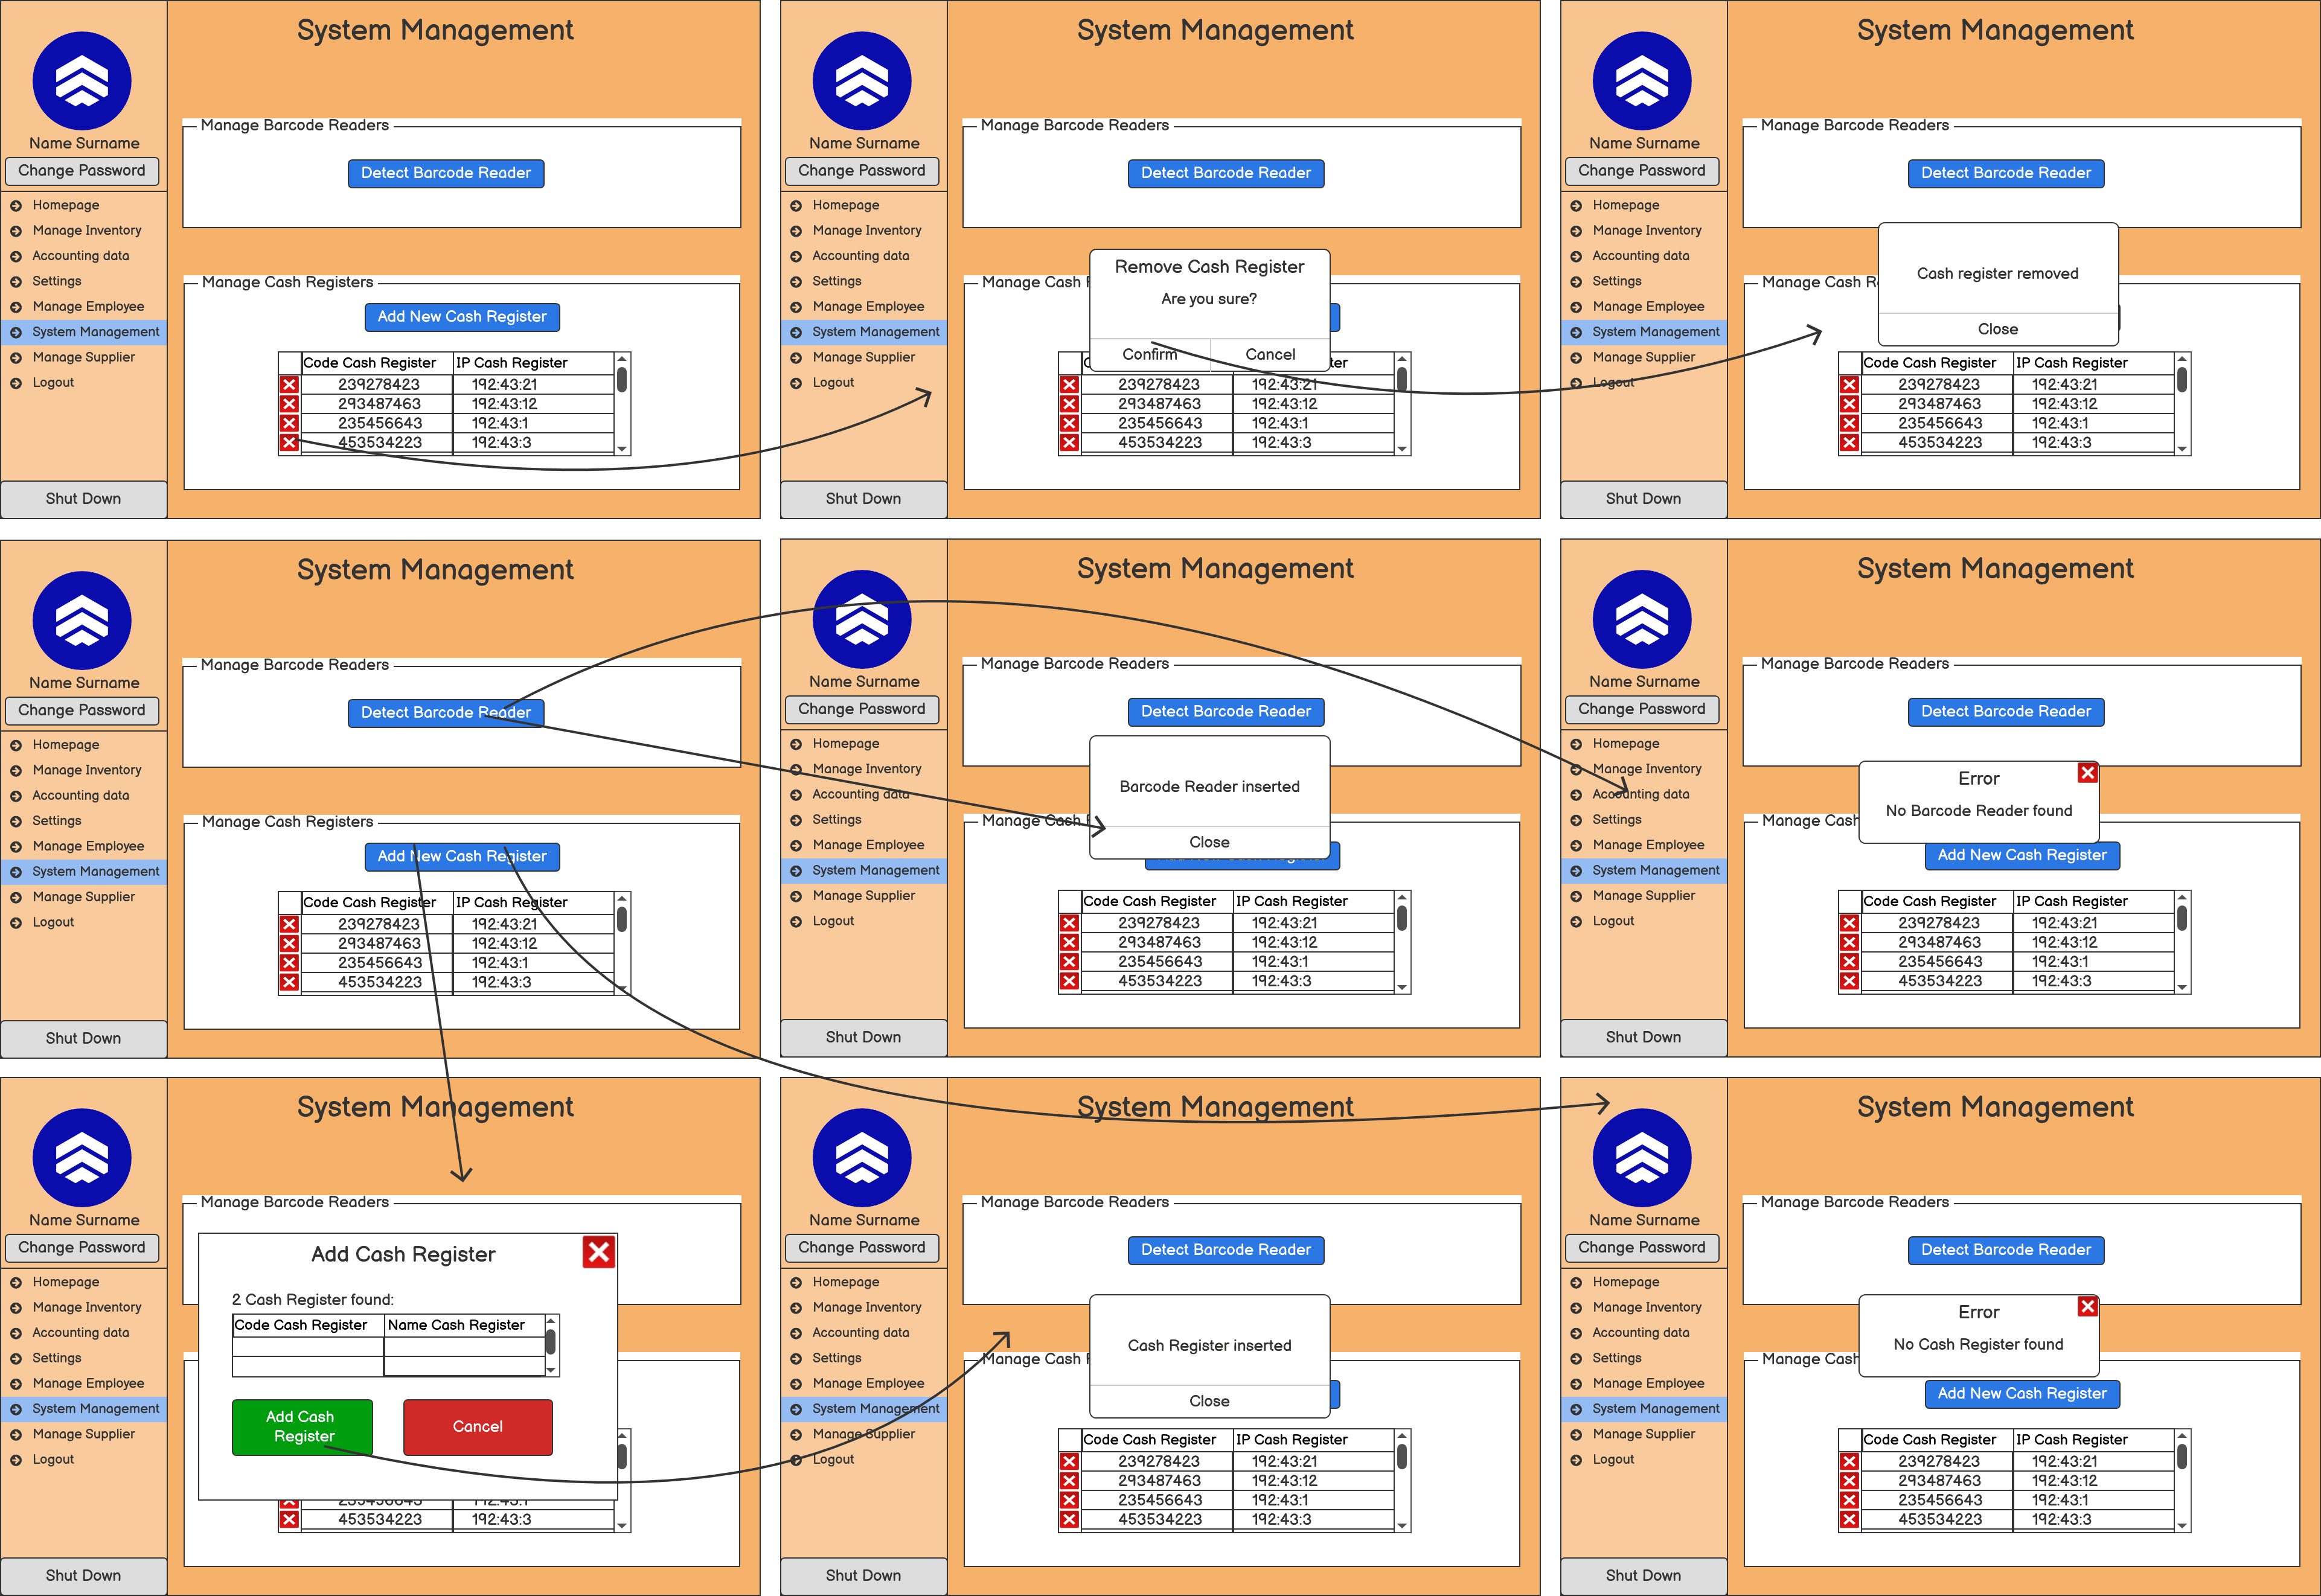 System Management
Name Surname
Change Password
Homepage
Manage Inventory
Accounting data
Settings
Manage Employee
System Management
Manage Supplier
Logout
Shut Down
Manage Barcode Readers
Detect Barcode Reader
Manage Cash Registers
Add New Cash Register
Code Cash Register IP Cash Register
239278423 192:43:21
293487463 192:43:12
235456643 192:43:1
453534223 192:43:3
System Management
Name Surname
Change Password
Homepage
Manage Inventory
Accounting data
Settings
Manage Employee
System Management
Manage Supplier
Logout
Shut Down
Manage Barcode Readers
Detect Barcode Reader
Manage Cash
Remove Cash Register
Are you sure?
Confirm Cancel
239278423 192:43:21
293487463 192:43:12
235456643 192:43:1
453534223 192:43:3
System Management
Name Surname
Change Password
Homepage
Manage Inventory
Accounting data
Settings
Manage Employee
System Management
Manage Supplier
Logout
Shut Down
Manage Barcode Readers
Detect Barcode Reader
Manage Cash
Cash register removed
Close
Code Cash Register IP Cash Register
239278423 192:43:21
293487463 192:43:12
235456643 192:43:1
453534223 192:43:3
System Management
Name Surname
Change Password
Homepage
Manage Inventory
Accounting data
Settings
Manage Employee
System Management
Manage Supplier
Logout
Shut Down
Manage Barcode Readers
Detect Barcode Reader
Manage Cash Registers
Add New Cash Register
Code Cash Register IP Cash Register
239278423 192:43:21
293487463 192:43:12
235456643 192:43:1
453534223 192:43:3
System Management
Name Surname
Change Password
Homepage
Manage Inventory
Accounting data
Settings
Manage Employee
System Management
Manage Supplier
Logout
Shut Down
Manage Barcode Readers
Detect Barcode Reader
Manage Cash
Barcode Reader inserted
Close
Code Cash Register IP Cash Register
239278423 192:43:21
293487463 192:43:12
235456643 192:43:1
453534223 192:43:3
System Management
Name Surname
Change Password
Homepage
Manage Inventory
Accounting data
Settings
Manage Employee
System Management
Manage Supplier
Logout
Shut Down
Manage Barcode Readers
Detect Barcode Reader
Manage Cash
Error
No Barcode Reader found
Add New Cash Register
Code Cash Register IP Cash Register
239278423 192:43:21
293487463 192:43:12
235456643 192:43:1
453534223 192:43:3
System Management
Name Surname
Change Password
Homepage
Manage Inventory
Accounting data
Settings
Manage Employee
System Management
Manage Supplier
Logout
Shut Down
Manage Barcode Readers
Add Cash Register
2 Cash Register found:
Code Cash Register Name Cash Register
Add Cash
Register
Cancel
453534223 192:43:3
System Management
Name Surname
Change Password
Homepage
Manage Inventory
Accounting data
Settings
Manage Employee
System Management
Manage Supplier
Logout
Shut Down
Manage Barcode Readers
Detect Barcode Reader
Manage Cash
Cash Register inserted
Close
Code Cash Register IP Cash Register
239278423 192:43:21
293487463 192:43:12
235456643 192:43:1
453534223 192:43:3
System Management
Name Surname
Change Password
Homepage
Manage Inventory
Accounting data
Settings
Manage Employee
System Management
Manage Supplier
Logout
Shut Down
Manage Barcode Readers
Detect Barcode Reader
Manage Cash
Error
No Cash Register found
Add New Cash Register
Code Cash Register IP Cash Register
239278423 192:43:21
293487463 192:43:12
235456643 192:43:1
453534223 192:43:3